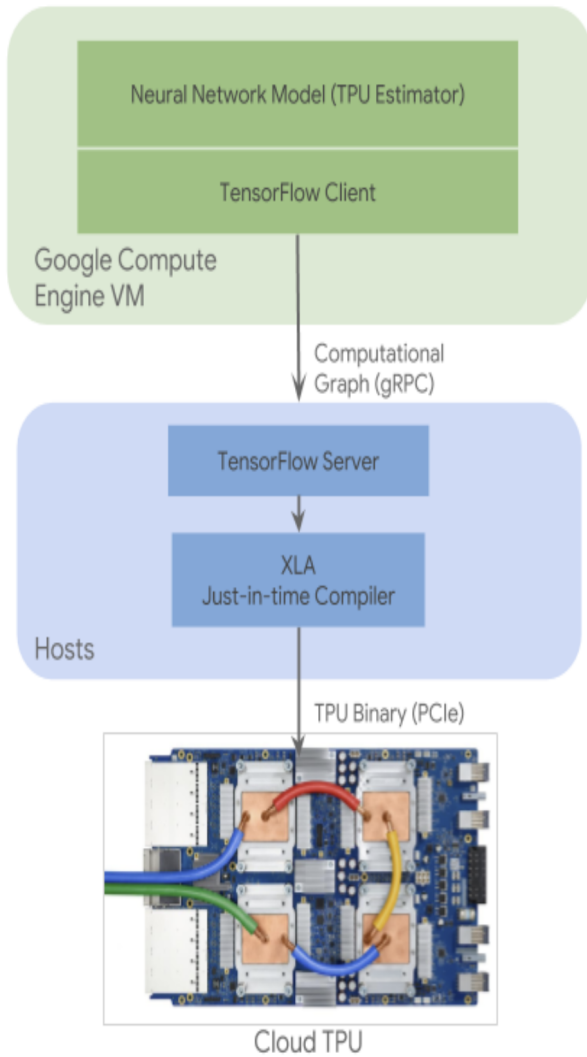 Neural Network Model (TPU Estimator)
TensorFlow Client
Google Compute
Engine VM
Computational
Graph (gRPC)
TensorFlow Server
XLA
Just-in-time Compiler
Hosts
TPU Binary (PCIe)
Cloud TPU